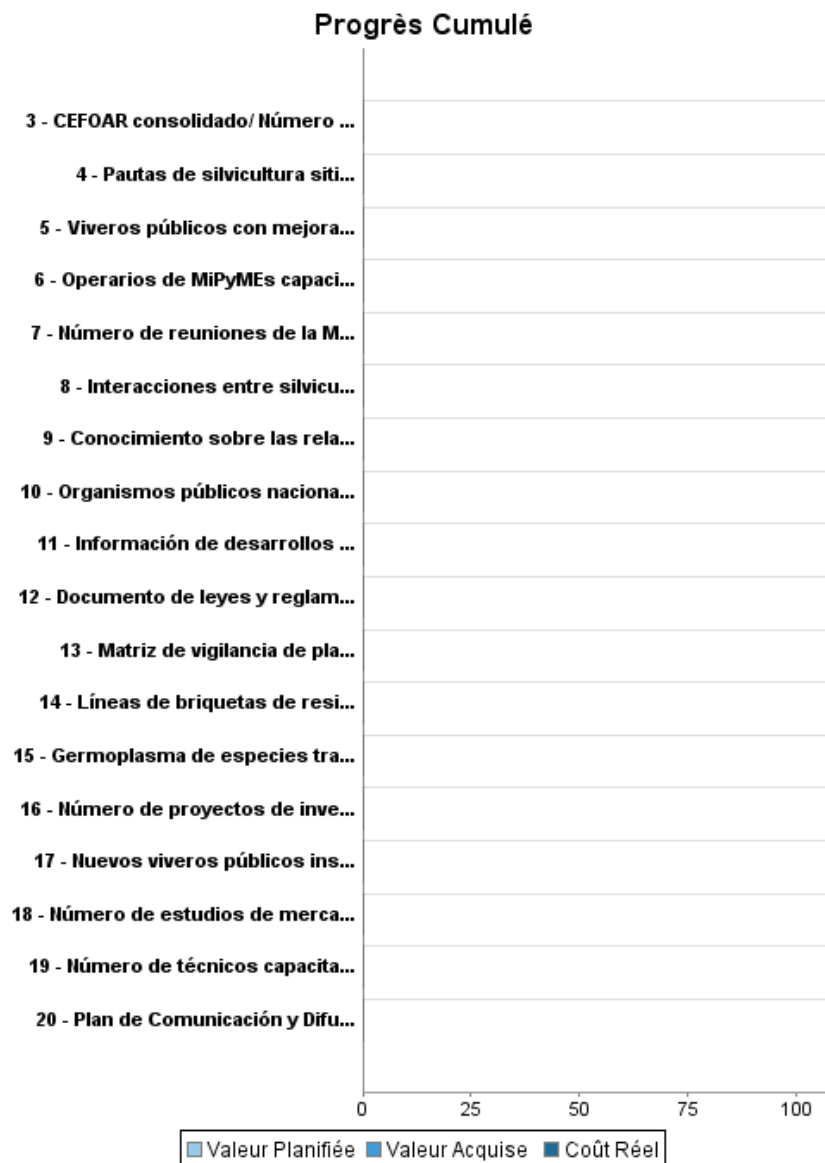 Progrès Cumulé
3 - CEFOAR consolidado/ Número ...
4 - Pautas de silvicultura siti...
5 - Viveros públicos con mejora...
6 - Operarios de MiPyMEs capaci...
7 - Número de reuniones de la M...
8 - Interacciones entre silvicu...
9 - Conocimiento sobre las rela...
10 - Organismos públicos naciona...
11 - Información de desarrollos ...
12 - Documento de leyes y reglam...
13 - Matriz de vigilancia de pla...
14 - Líneas de briquetas de resi...
15 - Germoplasma de especies tra...
16 - Número de proyectos de inve...
17 - Nuevos viveros públicos ins...
18 - Número de estudios de merca...
19 - Número de técnicos capacita...
20 - Plan de Comunicación y Difu...
0 25 50 75 100
Valeur Planifiée Valeur Acquise Coût Réel